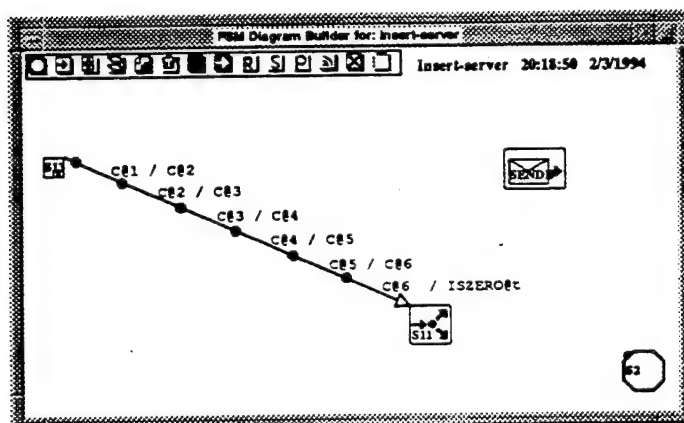 FSM Diagram Builder for: insert-server
Insert-server 20:18:50 2/3/1994
C@1 / C@2
SEND
C@2 / C@3
C@3 / C@4
C@4 / C@5
C@5 / C@6
C@6 / ISZERO@t
S11
S2